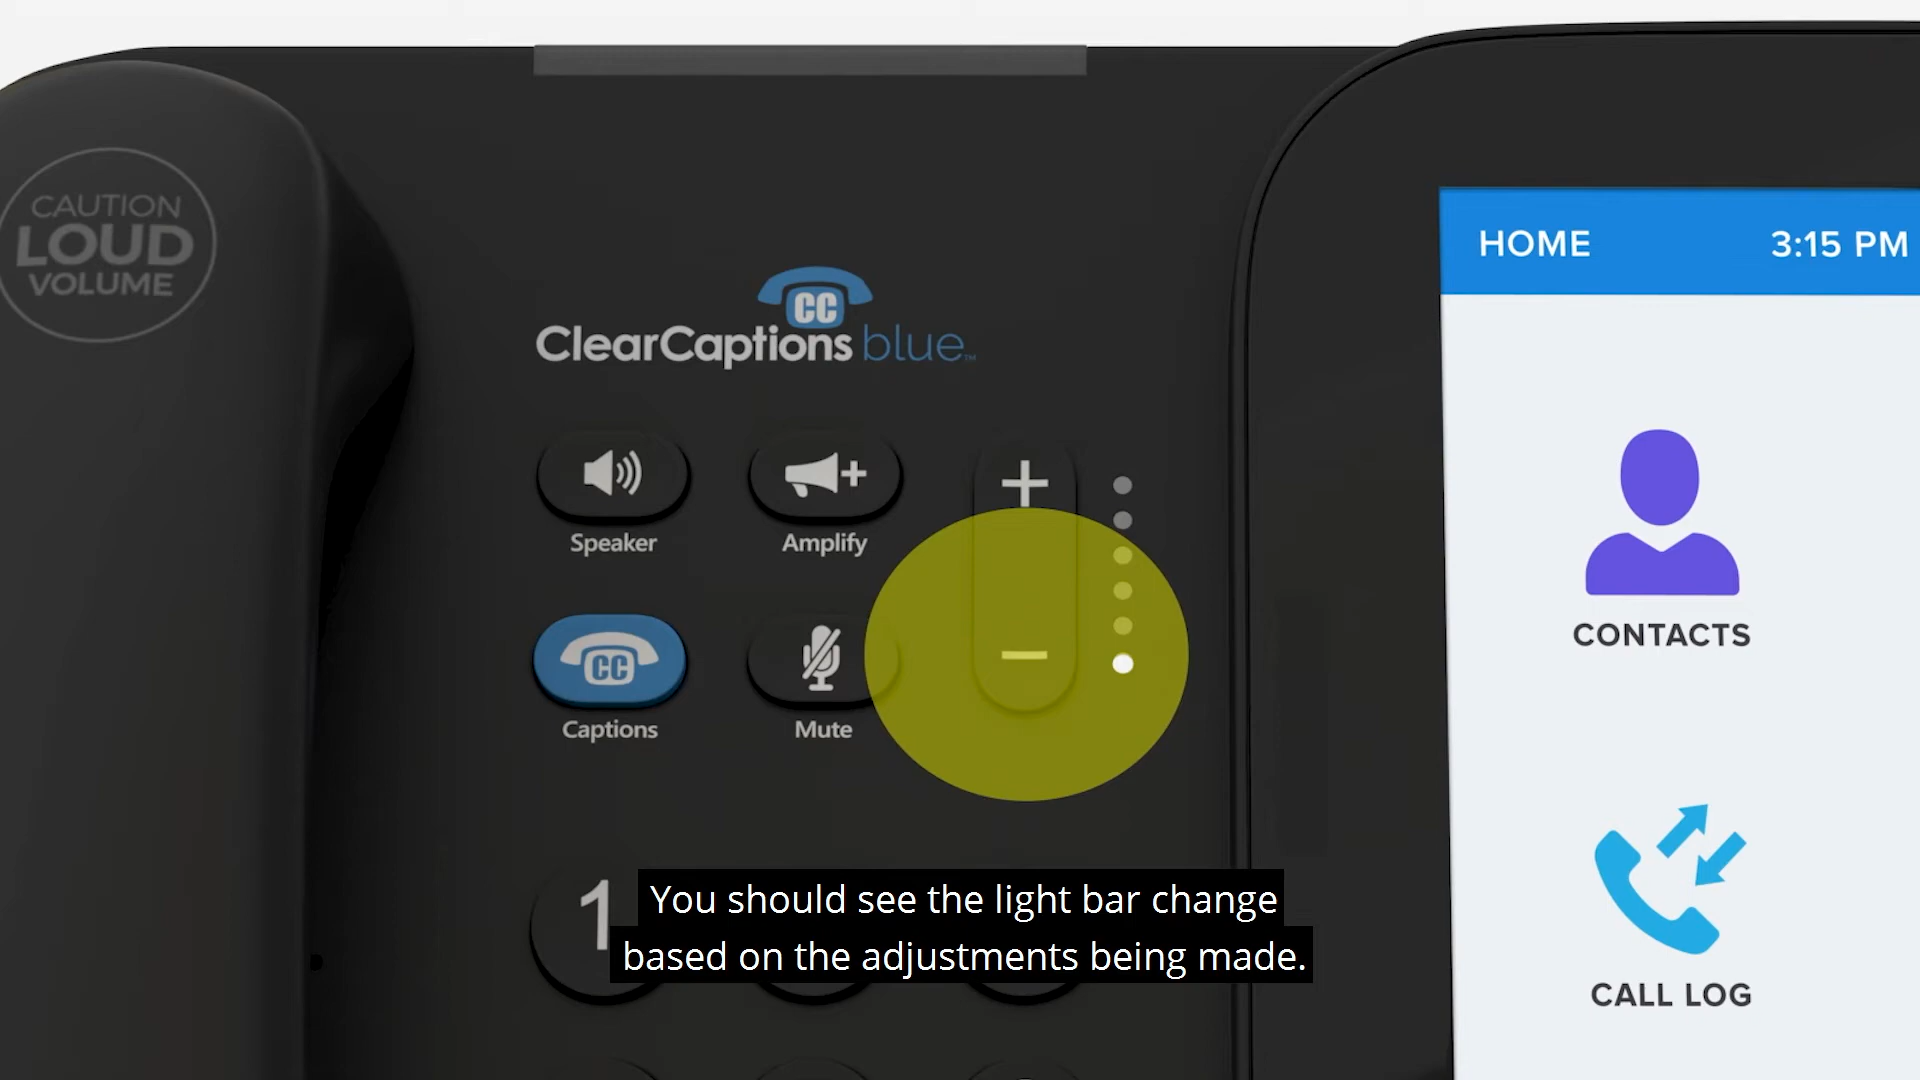 CAUTION
LOUD
VOLUME
CC
ClearCaptions blue™
Speaker
Amplify
CC
Captions
Mute
HOME 3:15 PM
CONTACTS
CALL LOG
1
You should see the light bar change
based on the adjustments being made.